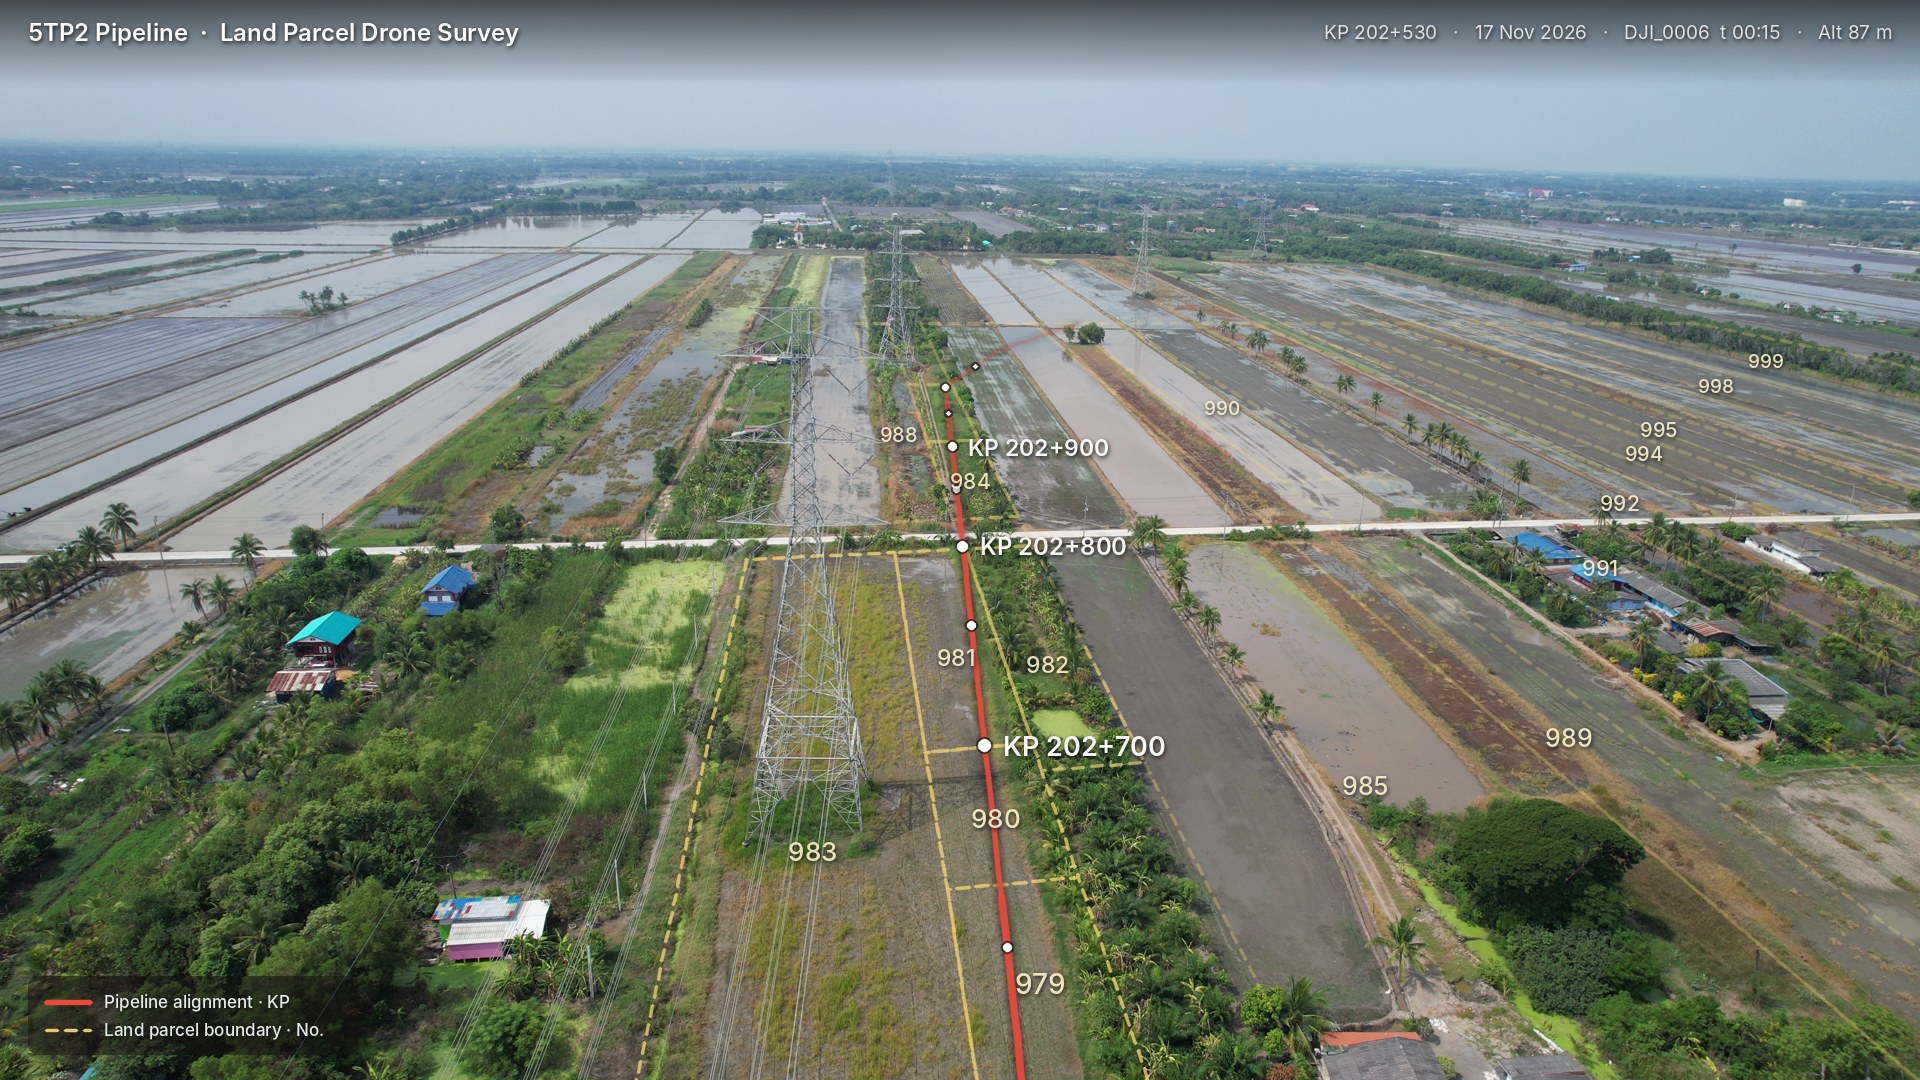 5TP2 Pipeline · Land Parcel Drone Survey
KP 202+530 · 17 Nov 2026 · DJI_0006 t 00:15 · Alt 87 m
999
998
990
995
988
KP 202+900
994
984
992
KP 202+800
991
981
982
989
KP 202+700
985
980
983
979
Pipeline alignment · KP
Land parcel boundary · No.